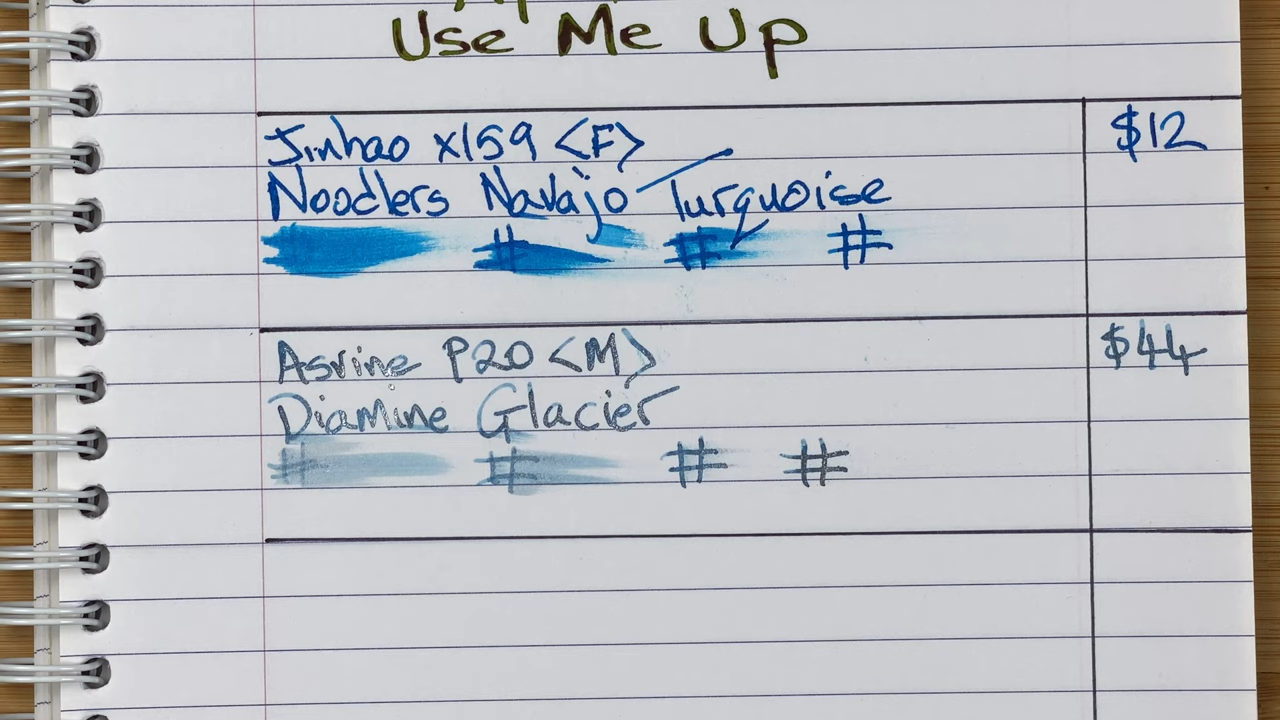 Use Me Up
Jinhao x159 <F>
$12
Noodlers Navajo Turquoise
# # #
Asvine P20 <M>
$44
Diamine Glacier
# # # #